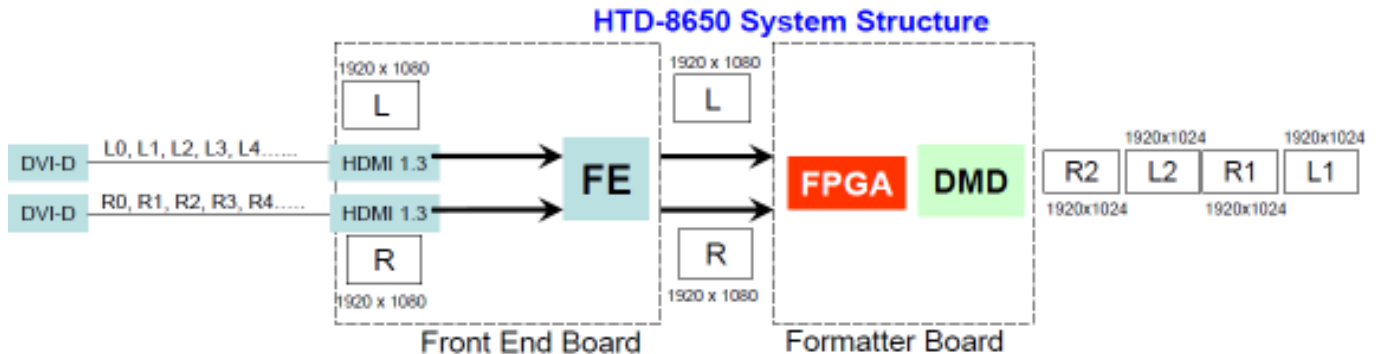 HTD-8650 System Structure
1920 x 1080
L
1920 x 1080
L
DVI-D
L0, L1, L2, L3, L4......
HDMI 1.3
DVI-D
R0, R1, R2, R3, R4.....
HDMI 1.3
FE
R
1920 x 1080
R
1920 x 1080
FPGA
DMD
1920x1024
1920x1024
R2
L2
R1
L1
1920x1024
1920x1024
Front End Board
Formatter Board